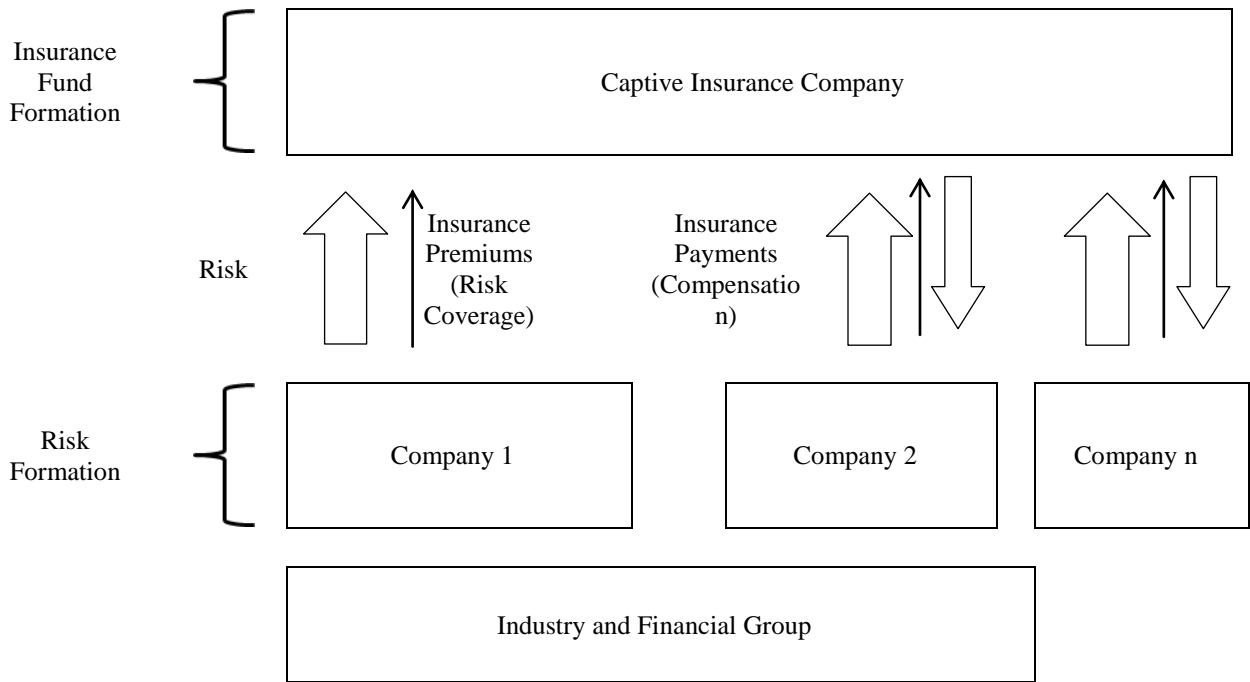 Insurance
Fund
Formation
Captive Insurance Company
Risk
Insurance
Premiums
(Risk
Coverage)
Insurance
Payments
(Compensatio
n)
Risk
Formation
Company 1
Company 2
Company n
Industry and Financial Group